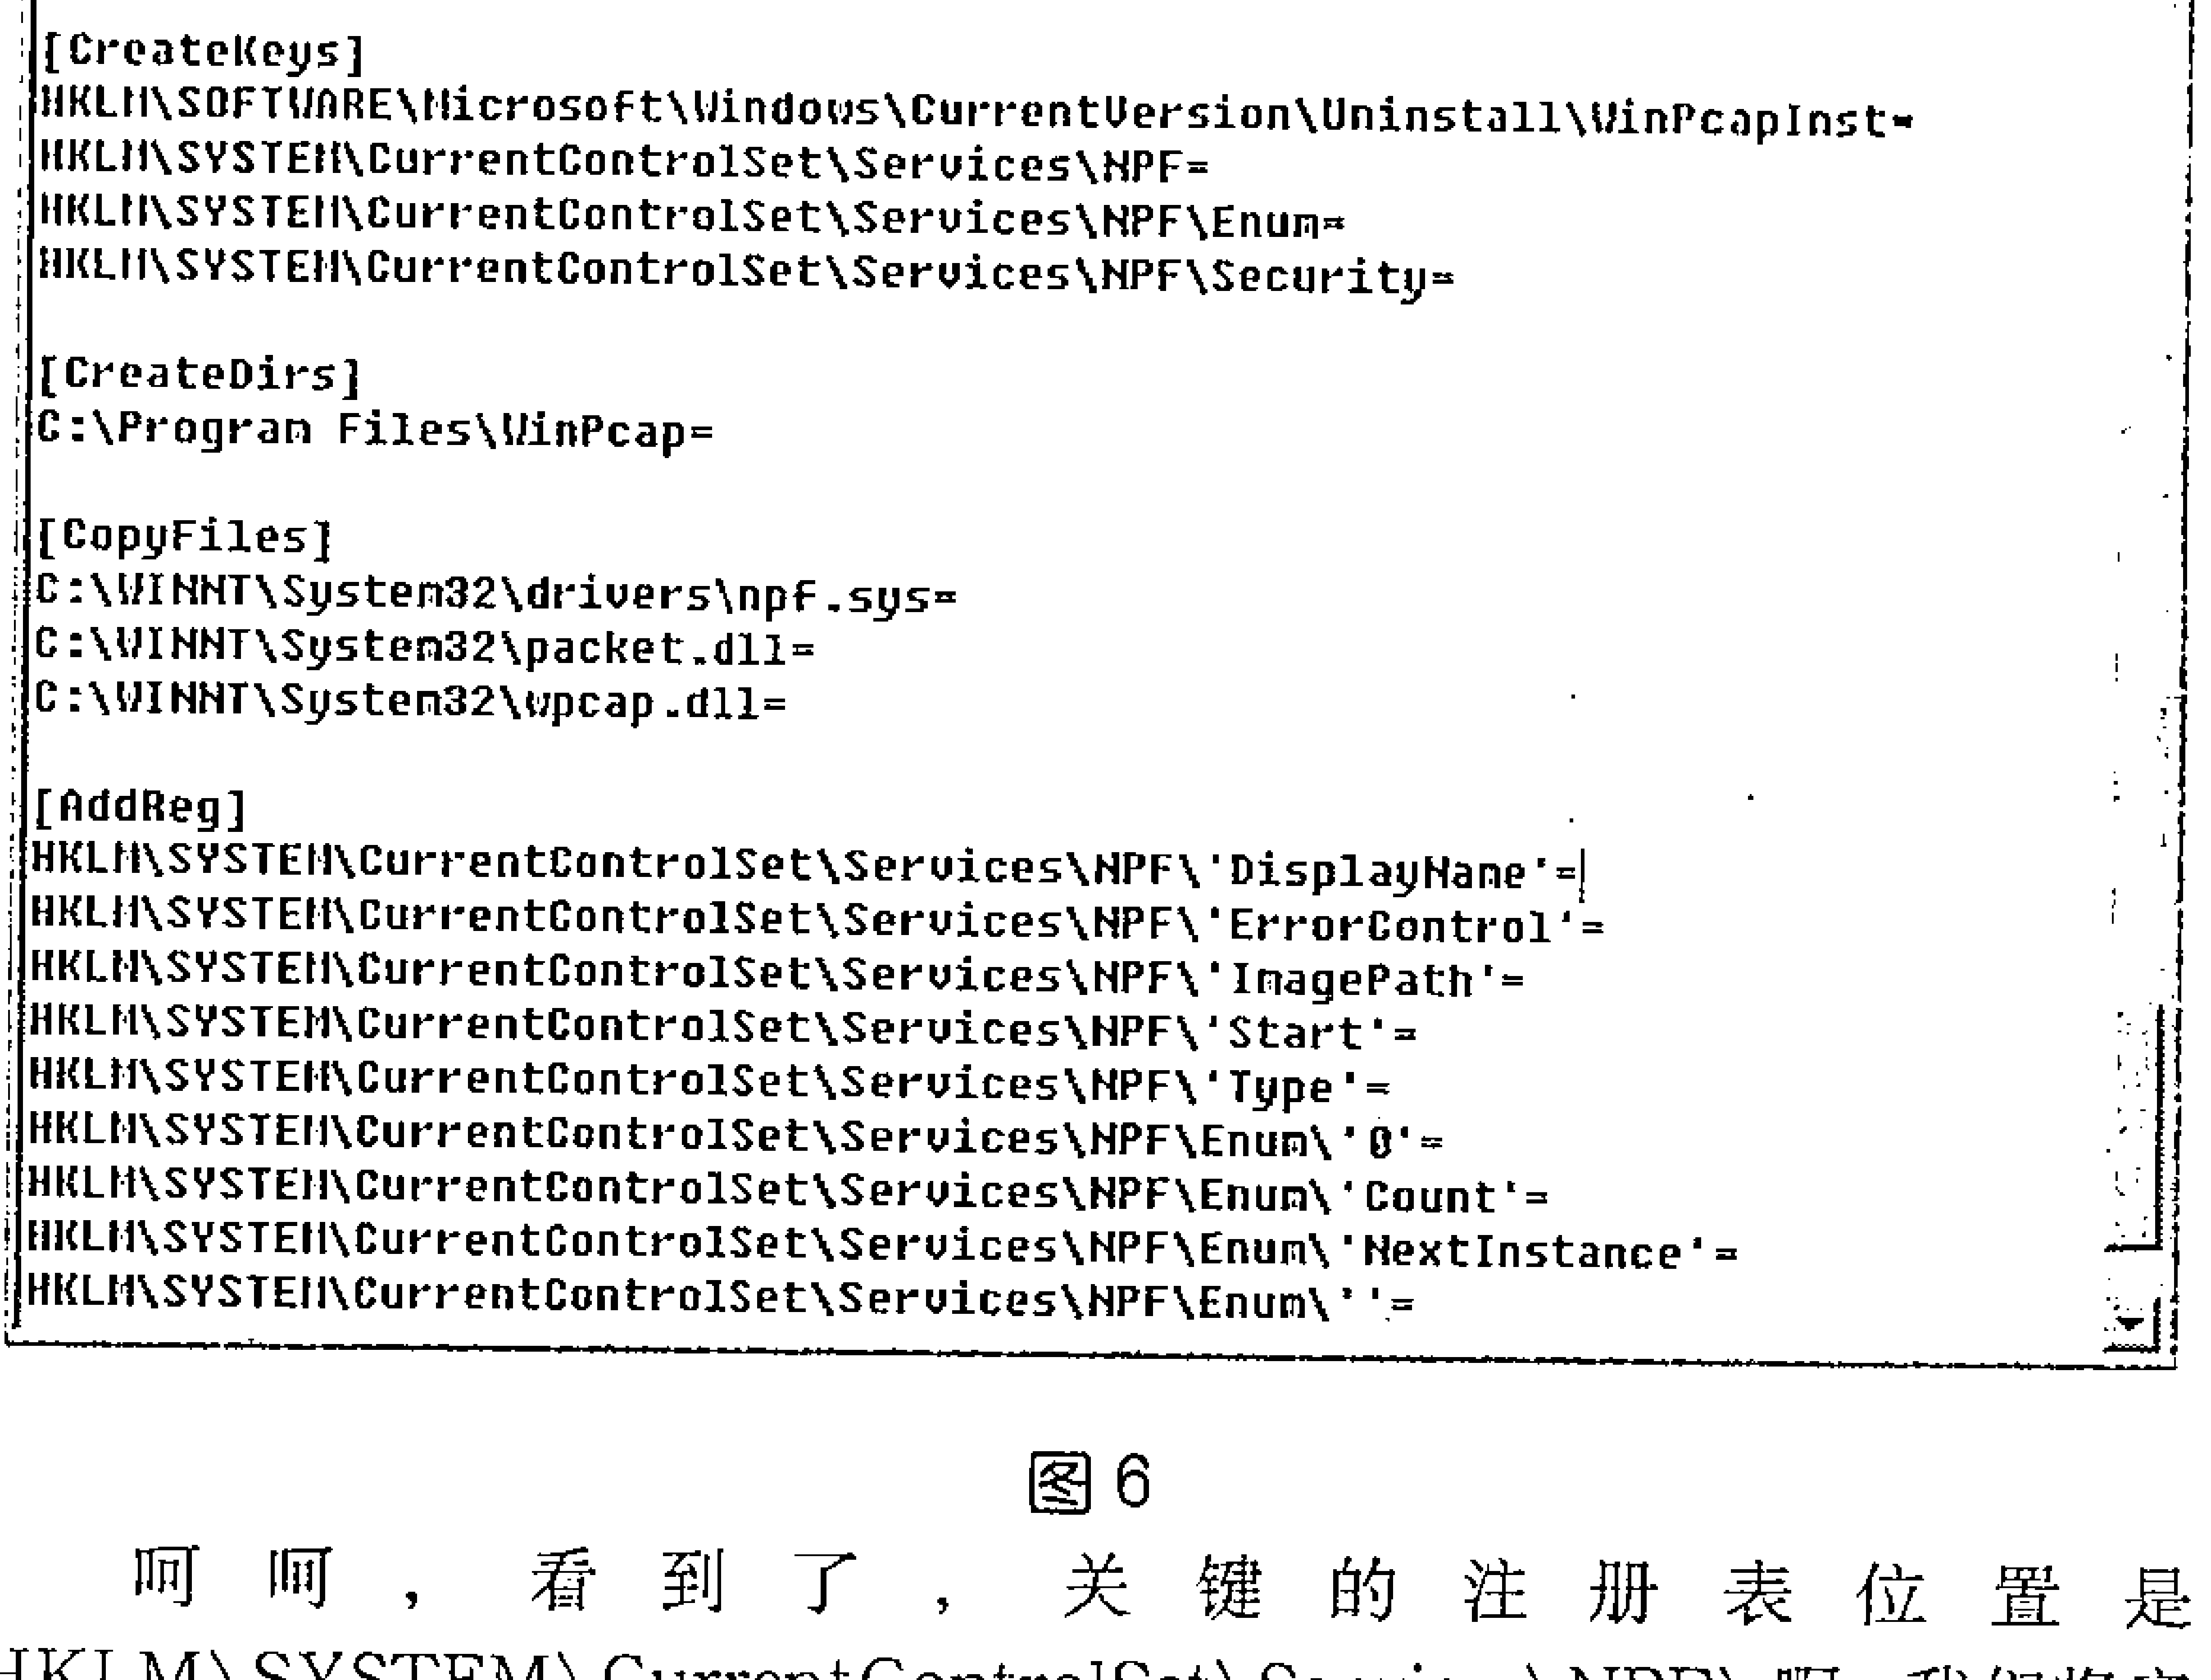 [CreateKeys]
HKLM\SOFTWARE\Microsoft\Windows\CurrentVersion\Uninstall\WinPcapInst=
HKLM\SYSTEM\CurrentControlSet\Services\NPF=
HKLM\SYSTEM\CurrentControlSet\Services\NPF\Enum=
HKLM\SYSTEM\CurrentControlSet\Services\NPF\Security=
[CreateDirs]
C:\Program Files\WinPcap=
[CopyFiles]
C:\WINNT\System32\drivers\npf.sys=
C:\WINNT\System32\packet.dll=
C:\WINNT\System32\wpcap.dll=
[AddReg]
HKLM\SYSTEM\CurrentControlSet\Services\NPF\'DisplayName'=
HKLM\SYSTEM\CurrentControlSet\Services\NPF\'ErrorControl'=
HKLM\SYSTEM\CurrentControlSet\Services\NPF\'ImagePath'=
HKLM\SYSTEM\CurrentControlSet\Services\NPF\'Start'=
HKLM\SYSTEM\CurrentControlSet\Services\NPF\'Type'=
HKLM\SYSTEM\CurrentControlSet\Services\NPF\Enum\'0'=
HKLM\SYSTEM\CurrentControlSet\Services\NPF\Enum\'Count'=
HKLM\SYSTEM\CurrentControlSet\Services\NPF\Enum\'NextInstance'=
HKLM\SYSTEM\CurrentControlSet\Services\NPF\Enum\''=
图 6
呵呵，看到了，关键的注册表位置是
HKLM\SYSTEM\CurrentControlSet\Services\NPF\